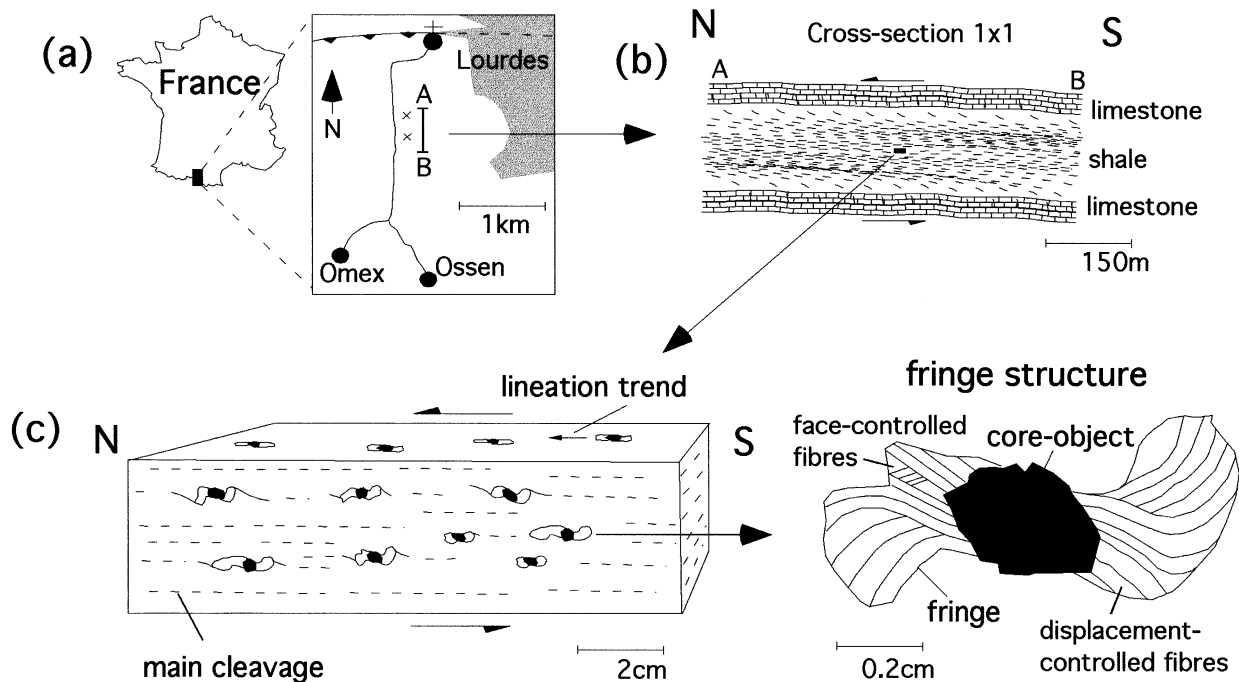 (a)
France
N
Lourdes
A
B
1km
Omex
Ossen
(b)
N
Cross-section 1x1
S
A
B
limestone
shale
limestone
150m
(c)
N
lineation trend
S
main cleavage
2cm
fringe structure
face-controlled
fibres
core-object
fringe
displacement-
controlled fibres
0.2cm